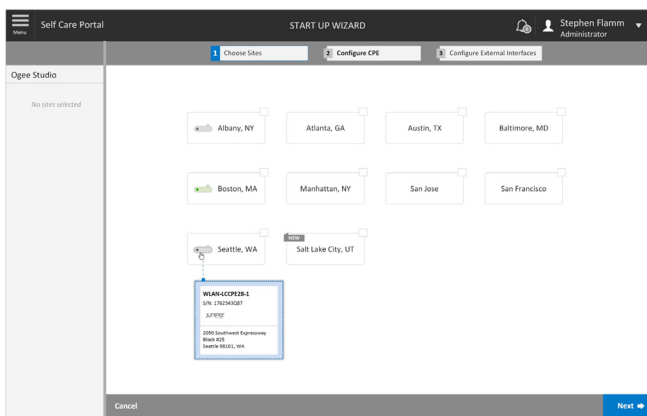 Menu
Self Care Portal
START UP WIZARD
Stephen Flamm
Administrator
1 Choose Sites
2 Configure CPE
3 Configure External Interfaces
Ogee Studio
No sites selected
Albany, NY
Atlanta, GA
Austin, TX
Baltimore, MD
Boston, MA
Manhattan, NY
San Jose
San Francisco
Seattle, WA
NEW
Salt Lake City, UT
WLAN-LCCPE28-1
S/N: 1762543Q87
JUNIPER
2050 Southwest Expressway
Block #25
Seattle 98101, WA
Cancel
Next